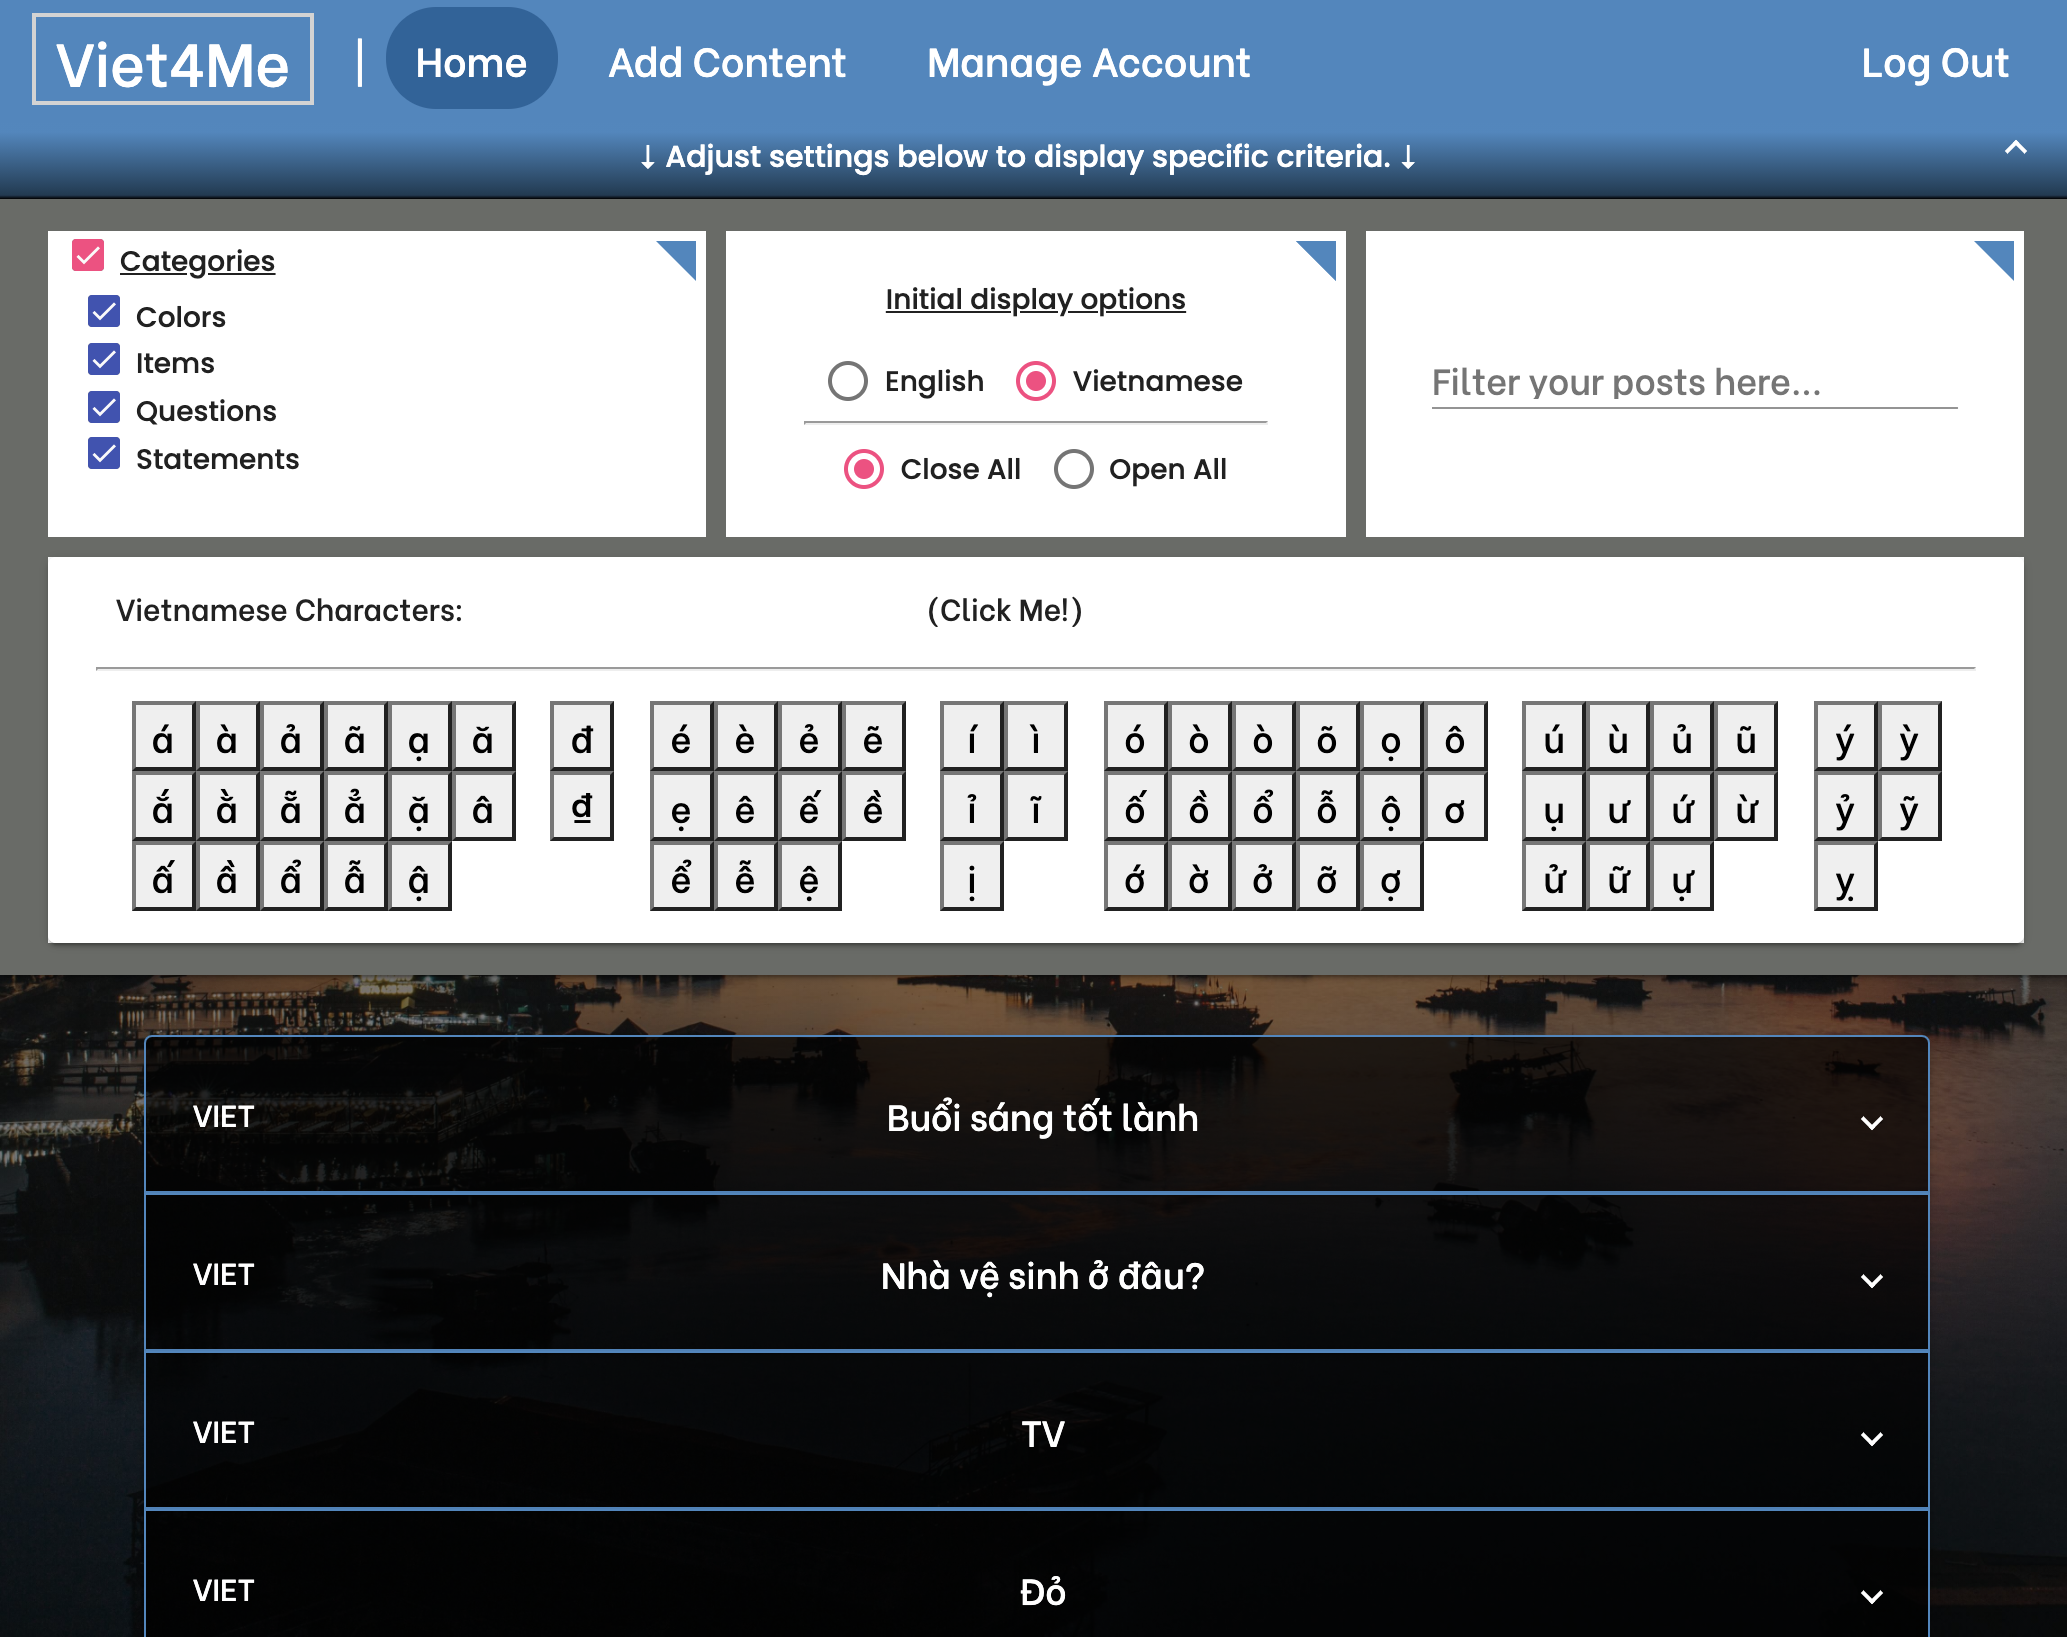 Viet4Me | Home Add Content Manage Account Log Out
↓ Adjust settings below to display specific criteria. ↓
Categories
Colors
Items
Questions
Statements
Initial display options
English Vietnamese
Close All Open All
Filter your posts here...
Vietnamese Characters: (Click Me!)
á à ả ã ạ ă đ é è ẻ ẽ í ì ó ò ò õ ọ ô ú ù ủ ũ ý ỳ
ắ ằ ẵ ẳ ặ â ₫ ẹ ê ế ề ỉ ĩ ố ồ ổ ỗ ộ ơ ụ ư ứ ừ ỷ ỹ
ấ ầ ẩ ẫ ậ ể ễ ệ ị ớ ờ ở ỡ ợ ử ữ ự ỵ
VIET Buổi sáng tốt lành
VIET Nhà vệ sinh ở đâu?
VIET TV
VIET Đỏ